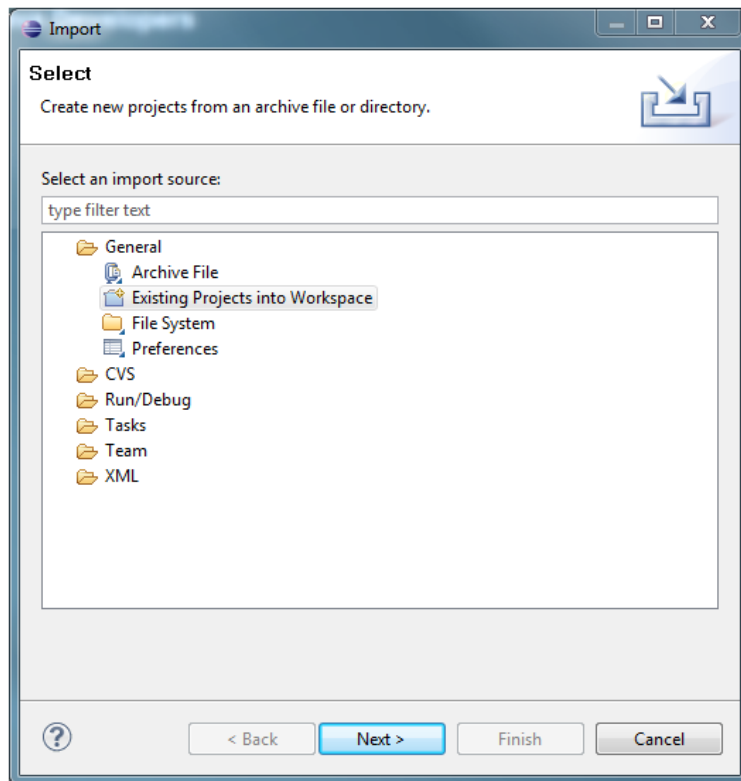 Import
Select
Create new projects from an archive file or directory.
Select an import source:
type filter text
General
Archive File
Existing Projects into Workspace
File System
Preferences
CVS
Run/Debug
Tasks
Team
XML
?
< Back Next > Finish Cancel